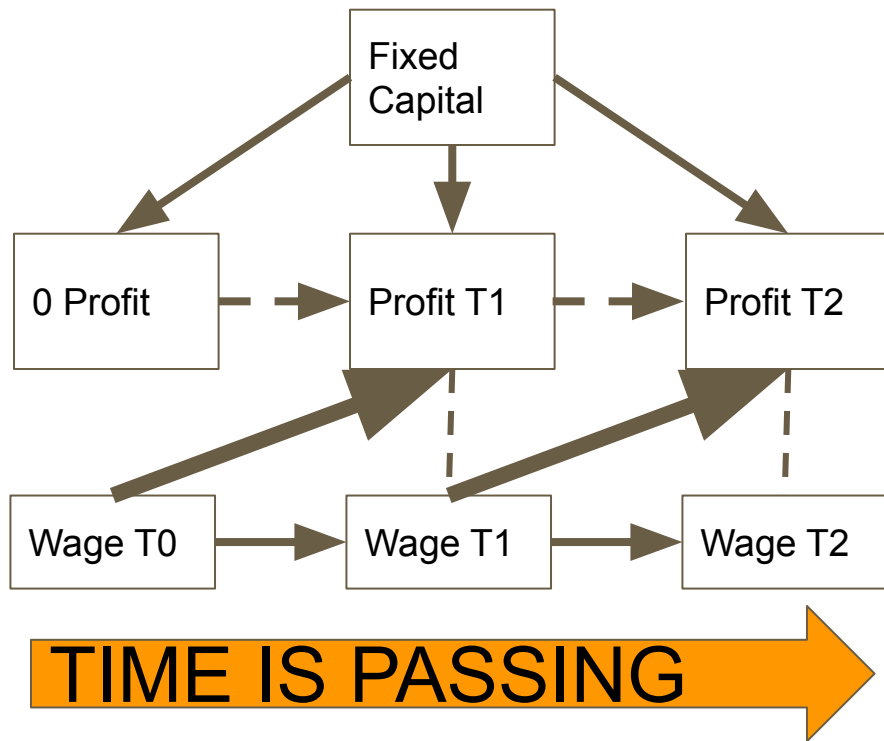 Fixed
Capital
0 Profit
Profit T1
Profit T2
Wage T0
Wage T1
Wage T2
TIME IS PASSING